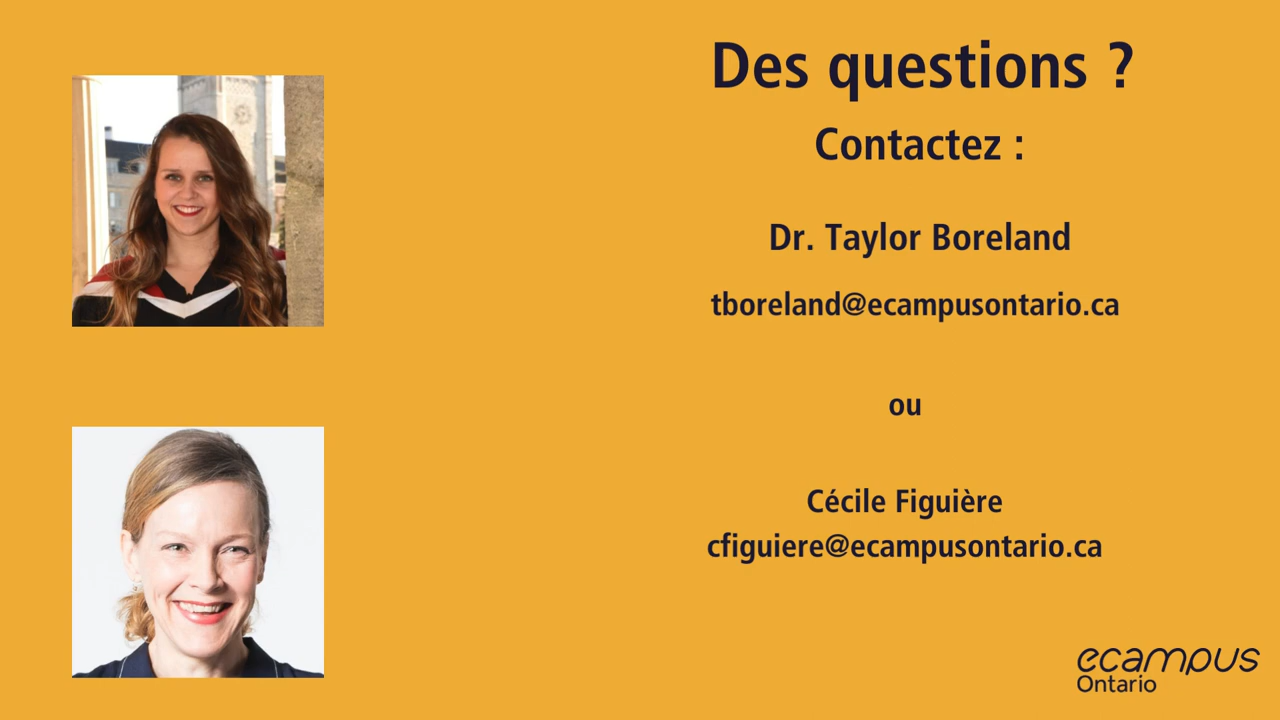 Des questions ?
Contactez :
Dr. Taylor Boreland
tboreland@ecampusontario.ca
ou
Cécile Figuière
cfiguiere@ecampusontario.ca
ecampus
Ontario